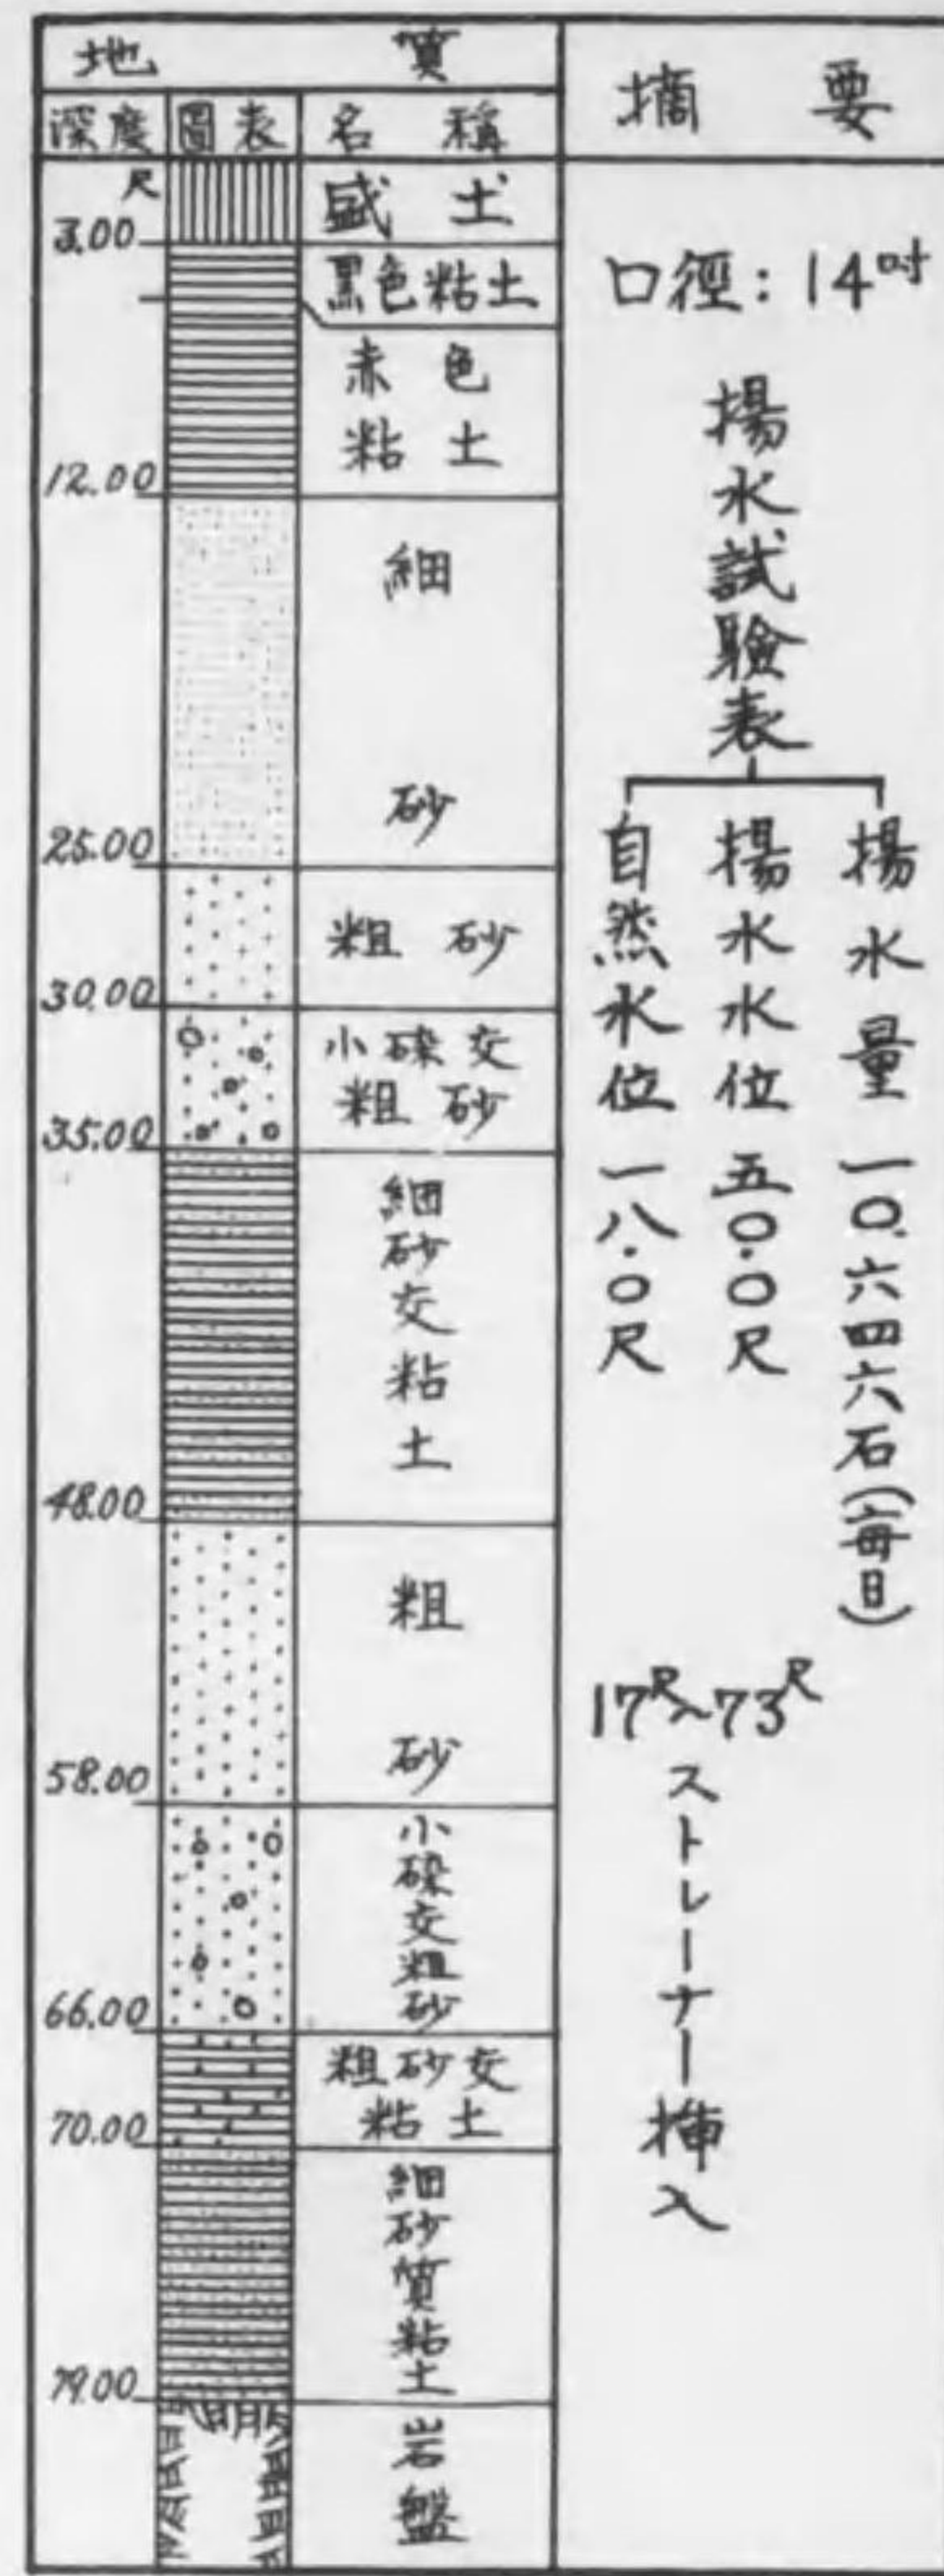 地質
深度 圖表 名稱
摘要
尺
3.00
盛土
黒色粘土
赤色
粘土
12.00
細砂
25.00
粗砂
30.00
小礫交
粗砂
35.00
細砂交粘土
48.00
粗砂
58.00
小礫交粗砂
66.00
粗砂交
粘土
70.00
細砂質粘土
79.00
岩盤
口徑：14吋
揚水試驗表
揚水量一〇.六四六石(每日)
揚水水位五〇.〇尺
自然水位一八.〇尺
17尺～73尺
ストレーナー挿入